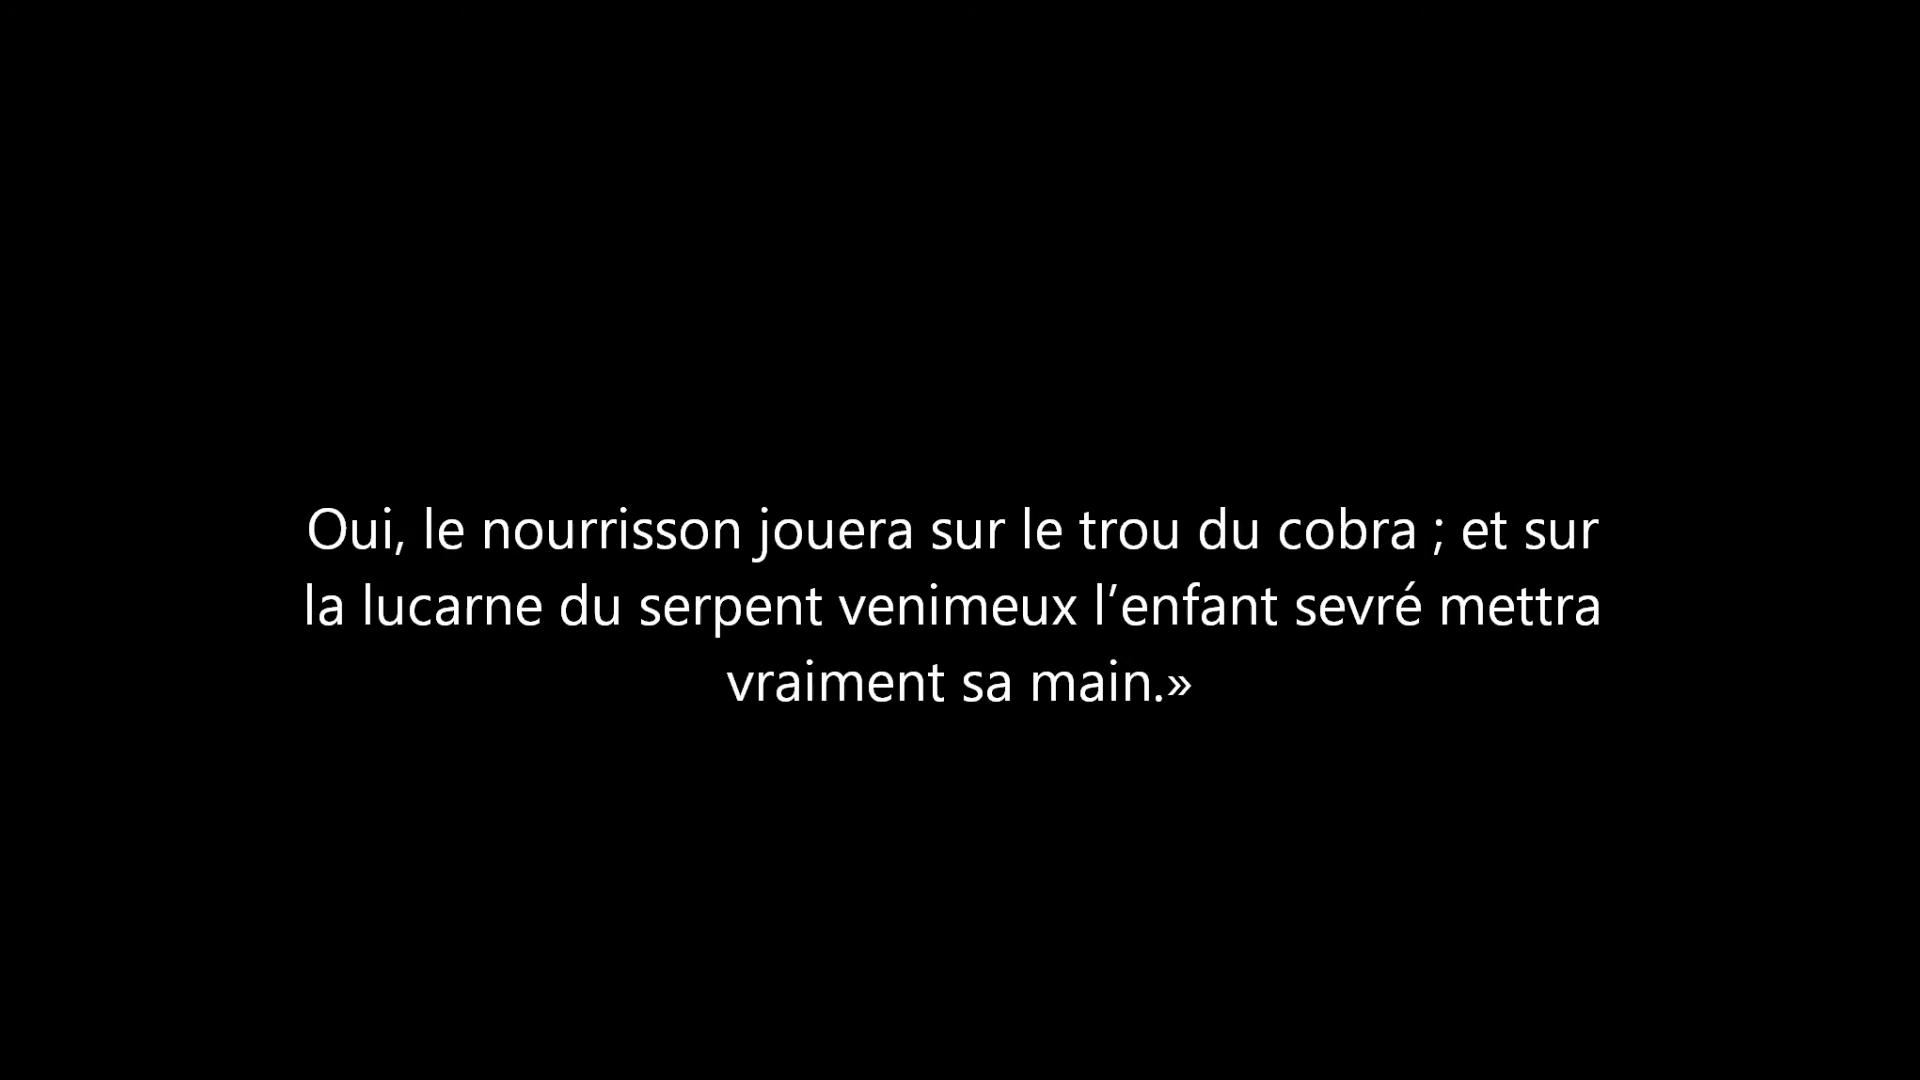 Oui, le nourrisson jouera sur le trou du cobra ; et sur
la lucarne du serpent venimeux l’enfant sevré mettra
vraiment sa main.»